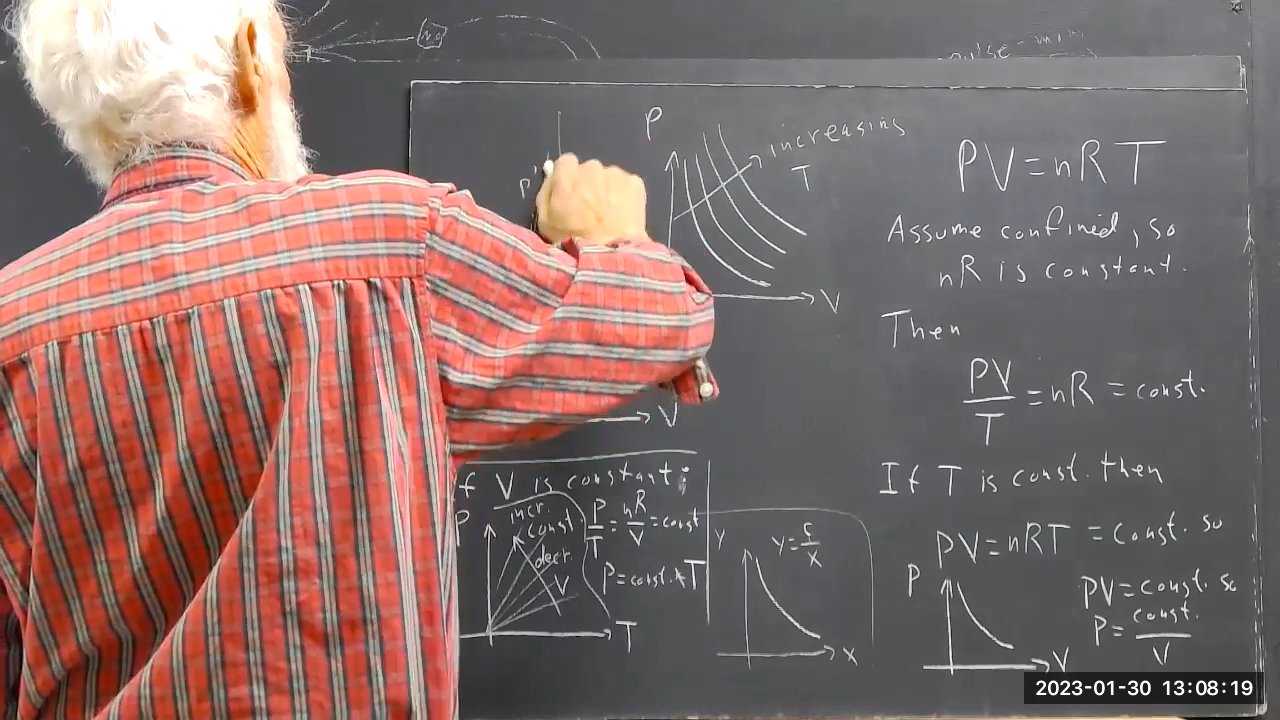 P
increasing
T
V
PV = nRT
Assume confined, so
nR is constant.
Then
PV/T = nR = const.
If T is const. then
PV = nRT = const. so
PV = const. so
P = const./V
P
V
P
V
f V is constant:
P
incr.
const.
decr.
V
T
P/T = nR/V = const
P = const. * T
Y
y = c/x
x
2023-01-30 13:08:19